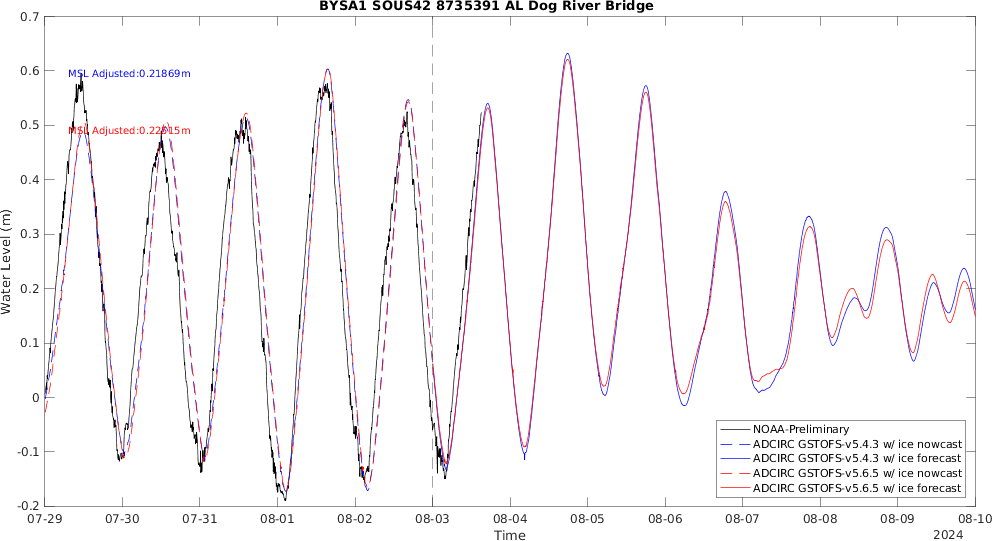 BYSA1 SOUS42 8735391 AL Dog River Bridge
0.7
0.6
0.5
0.4
0.3
0.2
0.1
0
-0.1
-0.2
Water Level (m)
MSL Adjusted:0.21869m
MSL Adjusted:0.22515m
NOAA-Preliminary
ADCIRC GSTOFS-v5.4.3 w/ ice nowcast
ADCIRC GSTOFS-v5.4.3 w/ ice forecast
ADCIRC GSTOFS-v5.6.5 w/ ice nowcast
ADCIRC GSTOFS-v5.6.5 w/ ice forecast
07-29 07-30 07-31 08-01 08-02 08-03 08-04 08-05 08-06 08-07 08-08 08-09 08-10
Time
2024